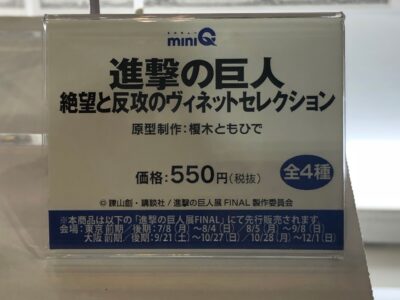 miniQ
進撃の巨人
絶望と反攻のヴィネットセレクション
原型制作：榎木ともひで
価格：550円(税抜)
全4種
©諫山創・講談社／進撃の巨人展FINAL製作委員会
※本商品は以下の「進撃の巨人展FINAL」にて先行販売されます。
会場：東京 前期／後期：7/8（月）～8/4（日）／8/5（月）～9/8（日）
大阪 前期／後期：9/21（土）～10/27（日）／10/28（月）～12/1（日）